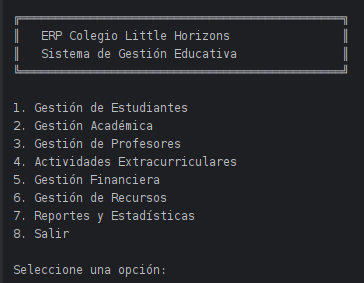 ERP Colegio Little Horizons
Sistema de Gestión Educativa
1. Gestión de Estudiantes
2. Gestión Académica
3. Gestión de Profesores
4. Actividades Extracurriculares
5. Gestión Financiera
6. Gestión de Recursos
7. Reportes y Estadísticas
8. Salir
Seleccione una opción: